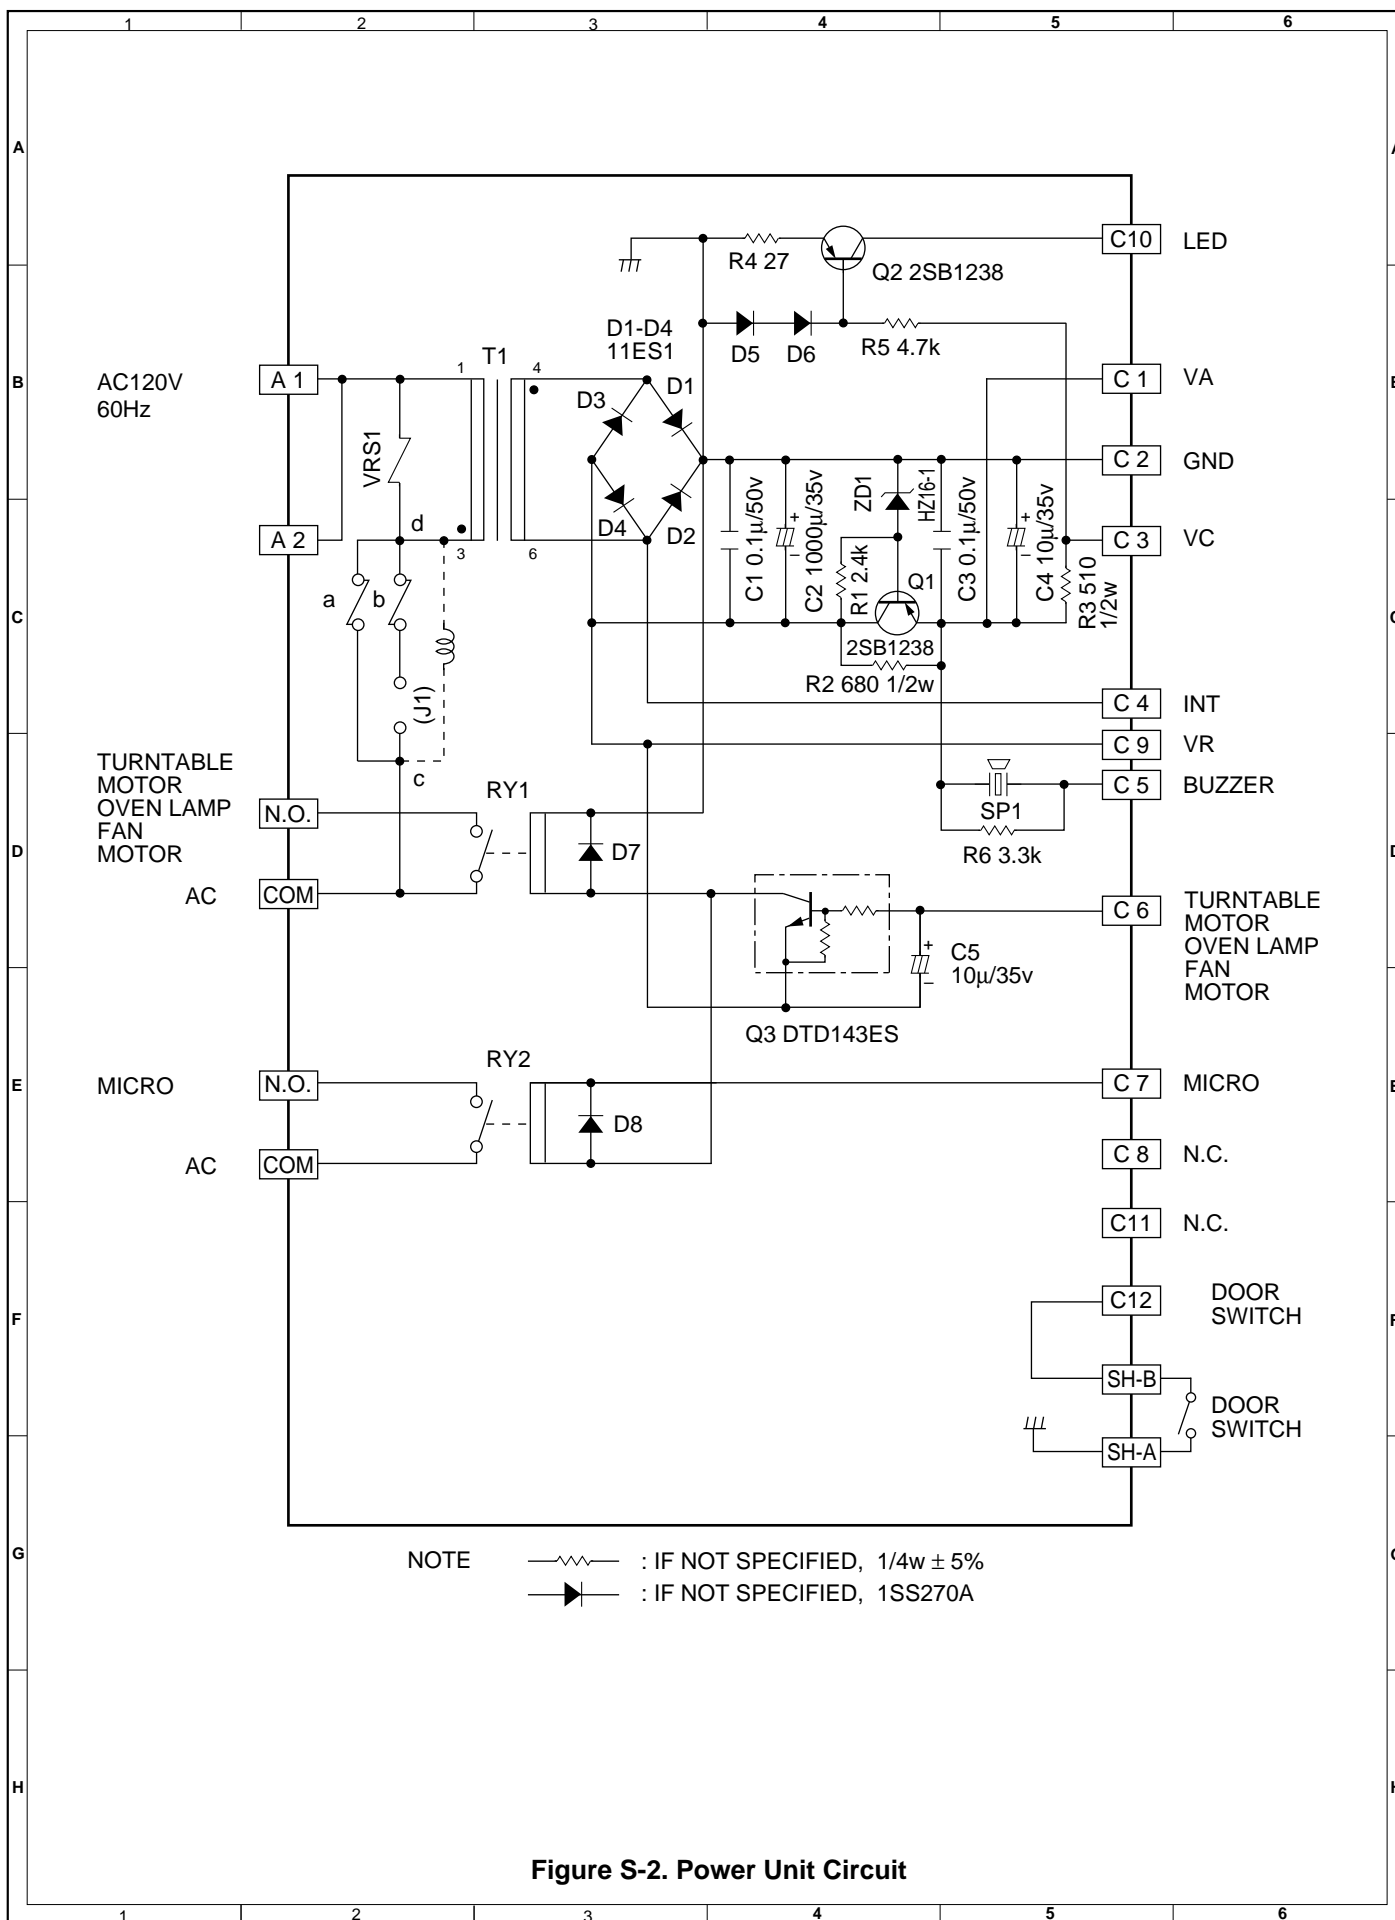 1 2 3 4 5 6
A
C10 LED
R4 27
Q2 2SB1238
D1-D4
11ES1
D5 D6 R5 4.7k
B
AC120V
60Hz
A 1
1 T1 4
D3 D1
C 1 VA
VRS1
C 2 GND
ZD1
HZ16-1
C1 0.1µ/50v
+
C2 1000µ/35v
−
C3 0.1µ/50v
+
C4 10µ/35v
−
A 2
d
3 6
D4 D2
C 3 VC
R1 2.4k
Q1
R3 510
1/2w
C
a b
2SB1238
R2 680 1/2w
(J1)
C 4 INT
C 9 VR
TURNTABLE
MOTOR
OVEN LAMP
FAN
MOTOR
c
RY1
C 5 BUZZER
N.O.
SP1
D
D7
R6 3.3k
AC COM
C 6
TURNTABLE
MOTOR
OVEN LAMP
FAN
MOTOR
+
C5
10µ/35v
−
Q3 DTD143ES
RY2
E
MICRO N.O.
C 7 MICRO
D8
AC COM
C 8 N.C.
C11 N.C.
C12
DOOR
SWITCH
F
SH-B
DOOR
SWITCH
SH-A
G
NOTE : IF NOT SPECIFIED, 1/4w ± 5%
: IF NOT SPECIFIED, 1SS270A
H
Figure S-2. Power Unit Circuit
1 2 3 4 5 6